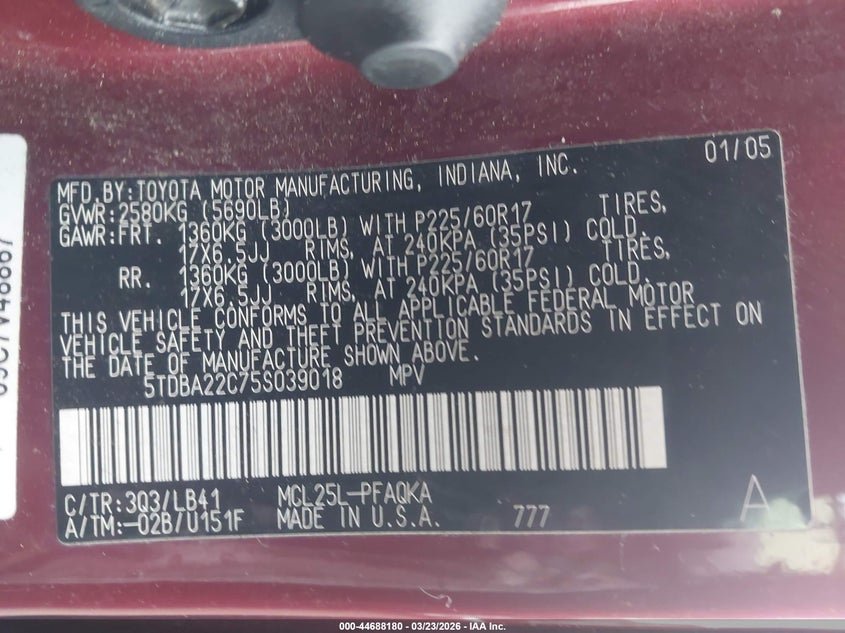 MFD.BY:TOYOTA MOTOR MANUFACTURING, INDIANA, INC. 01/05
GVWR:2580KG (5690LB)
GAWR:FRT. 1360KG (3000LB) WITH P225/60R17 TIRES,
17X6.5JJ RIMS, AT 240KPA (35PSI) COLD.
RR. 1360KG (3000LB) WITH P225/60R17 TIRES,
17X6.5JJ RIMS, AT 240KPA (35PSI) COLD.
THIS VEHICLE CONFORMS TO ALL APPLICABLE FEDERAL MOTOR
VEHICLE SAFETY AND THEFT PREVENTION STANDARDS IN EFFECT ON
THE DATE OF MANUFACTURE SHOWN ABOVE.
5TDBA22C75S039018 MPV
C/TR:3Q3/LB41 MCL25L-PFAQKA
A/TM:-02B/U151F MADE IN U.S.A. 777 A
000-44688180 - 03/23/2026 - IAA Inc.